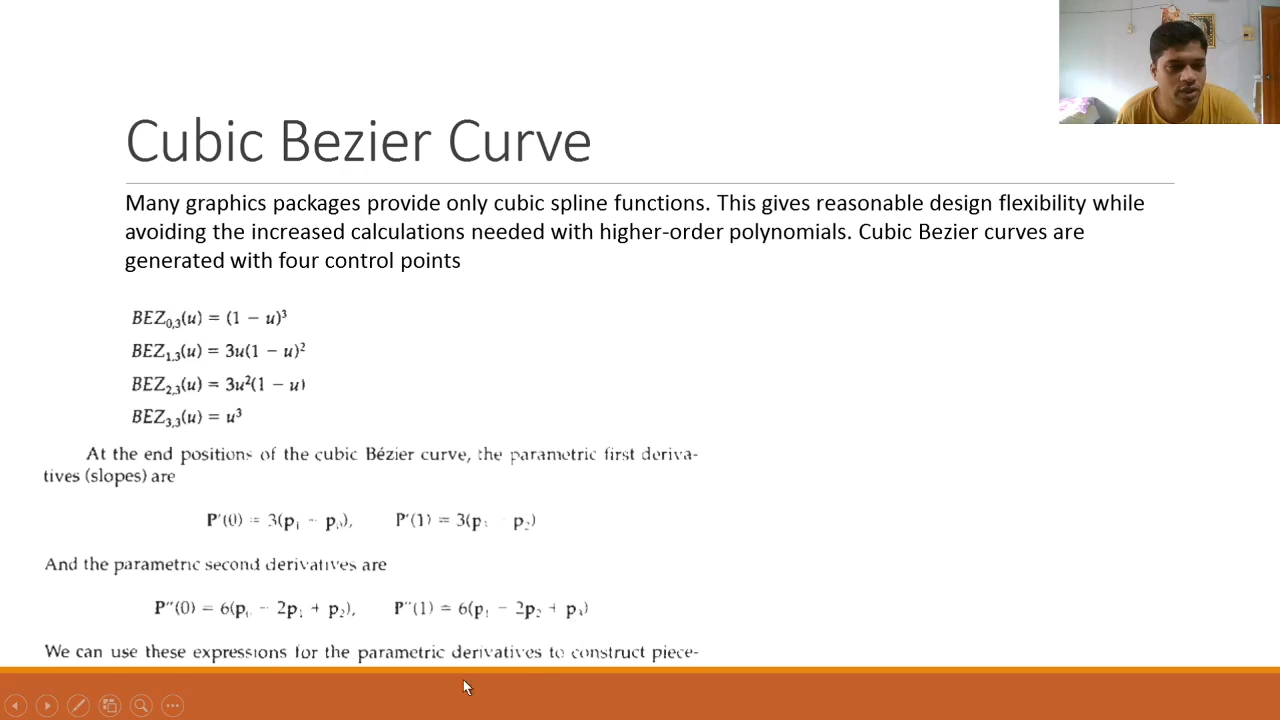 Cubic Bezier Curve
Many graphics packages provide only cubic spline functions. This gives reasonable design flexibility while
avoiding the increased calculations needed with higher-order polynomials. Cubic Bezier curves are
generated with four control points
BEZ₀,₃(u) = (1 − u)³
BEZ₁,₃(u) = 3u(1 − u)²
BEZ₂,₃(u) = 3u²(1 − u)
BEZ₃,₃(u) = u³
At the end positions of the cubic Bézier curve, the parametric first deriva-
tives (slopes) are
P′(0) = 3(p₁ − p₀), P′(1) = 3(p₃ − p₂)
And the parametric second derivatives are
P″(0) = 6(p₀ − 2p₁ + p₂), P″(1) = 6(p₁ − 2p₂ + p₃)
We can use these expressions for the parametric derivatives to construct piece-